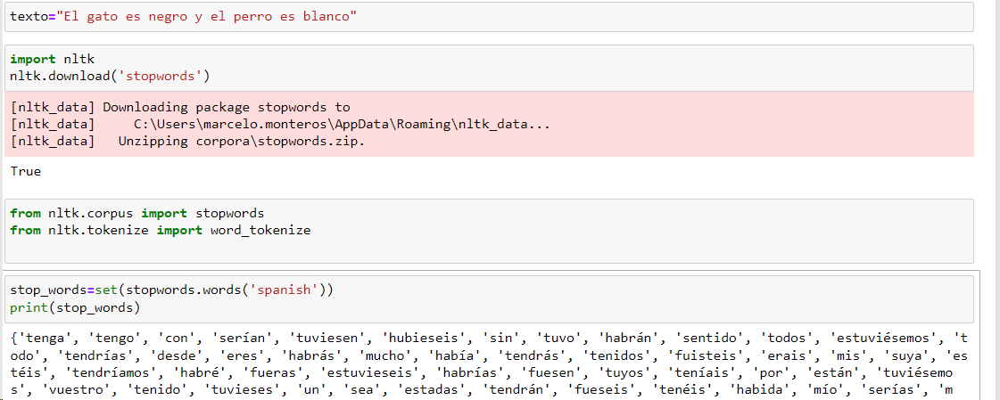 texto="El gato es negro y el perro es blanco"
import nltk
nltk.download('stopwords')
[nltk_data] Downloading package stopwords to
[nltk_data]     C:\Users\marcelo.monteros\AppData\Roaming\nltk_data...
[nltk_data]   Unzipping corpora\stopwords.zip.
True
from nltk.corpus import stopwords
from nltk.tokenize import word_tokenize
stop_words=set(stopwords.words('spanish'))
print(stop_words)
{'tenga', 'tengo', 'con', 'serían', 'tuviesen', 'hubieseis', 'sin', 'tuvo', 'habrán', 'sentido', 'todos', 'estuviésemos', 't
odo', 'tendrías', 'desde', 'eres', 'habrás', 'mucho', 'había', 'tendrás', 'tenidos', 'fuisteis', 'erais', 'mis', 'suya', 'es
téis', 'tendríamos', 'habré', 'fueras', 'estuvieseis', 'habrías', 'fuesen', 'tuyos', 'teníais', 'por', 'están', 'tuviésemo
s', 'vuestro', 'tenido', 'tuvieses', 'un', 'sea', 'estadas', 'tendrán', 'fueseis', 'tenéis', 'habida', 'mío', 'serías', 'm